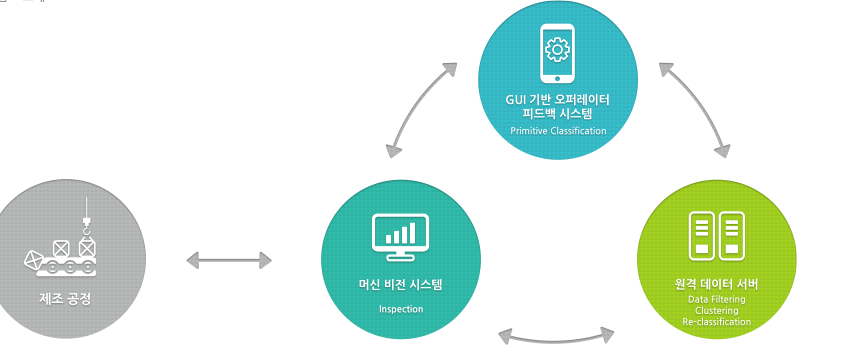 GUI 기반 오퍼레이터
피드백 시스템
Primitive Classification
제조 공정
머신 비전 시스템
Inspection
원격 데이터 서버
Data Filtering
Clustering
Re-classification